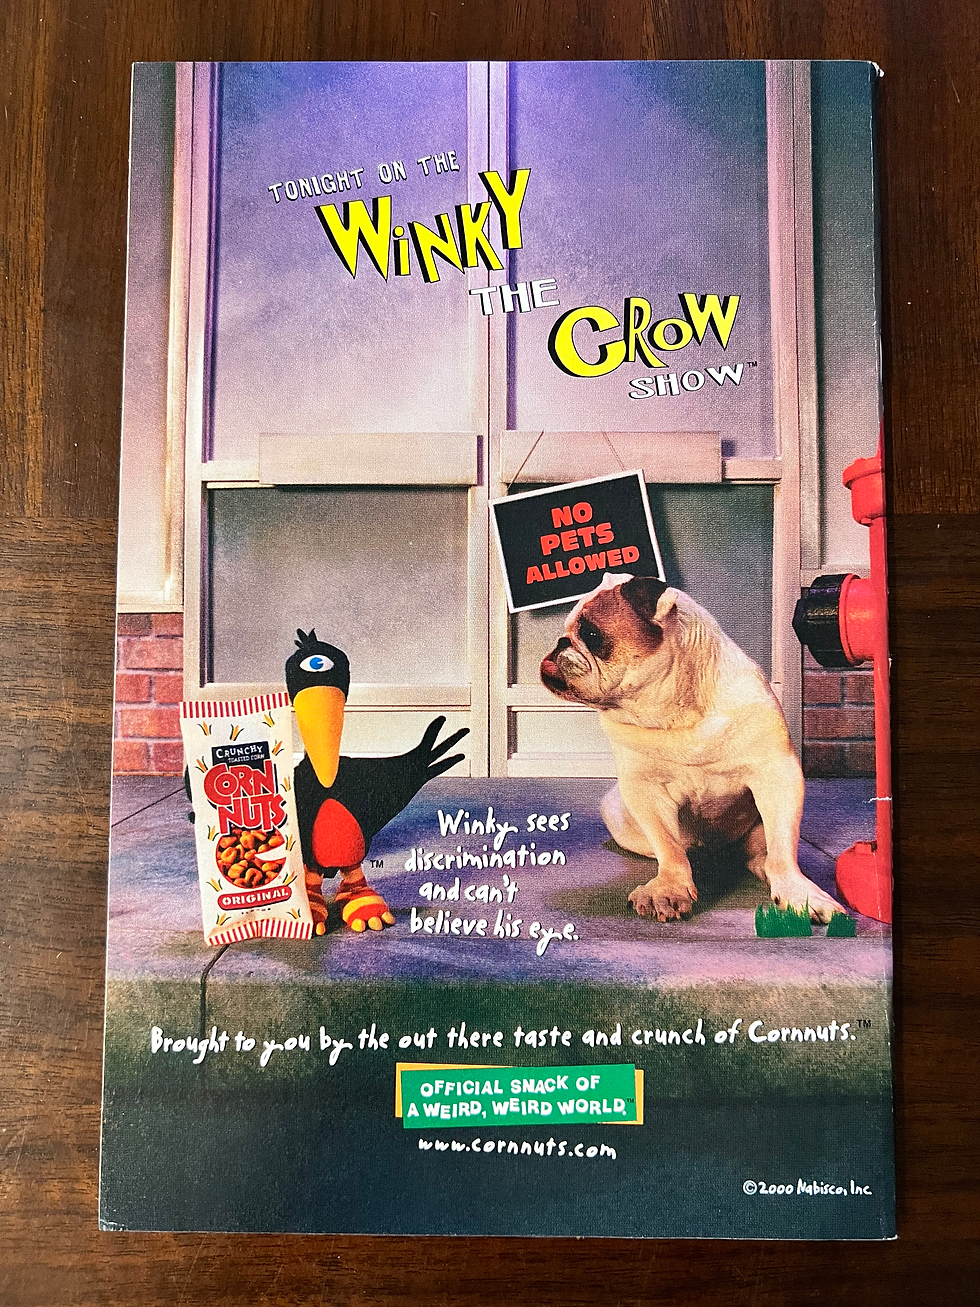 TONIGHT ON THE
WiNKY
THE
CROW
SHOW™
NO
PETS
ALLOWED
CRUNCHY
TOASTED CORN
CORN
NUTS
ORIGINAL
TM
Winky sees
discrimination
and can't
believe his eye.
Brought to you by the out there taste and crunch of Cornnuts.™
OFFICIAL SNACK OF
A WEIRD, WEIRD WORLD.™
www.cornnuts.com
©2000 Nabisco, Inc.